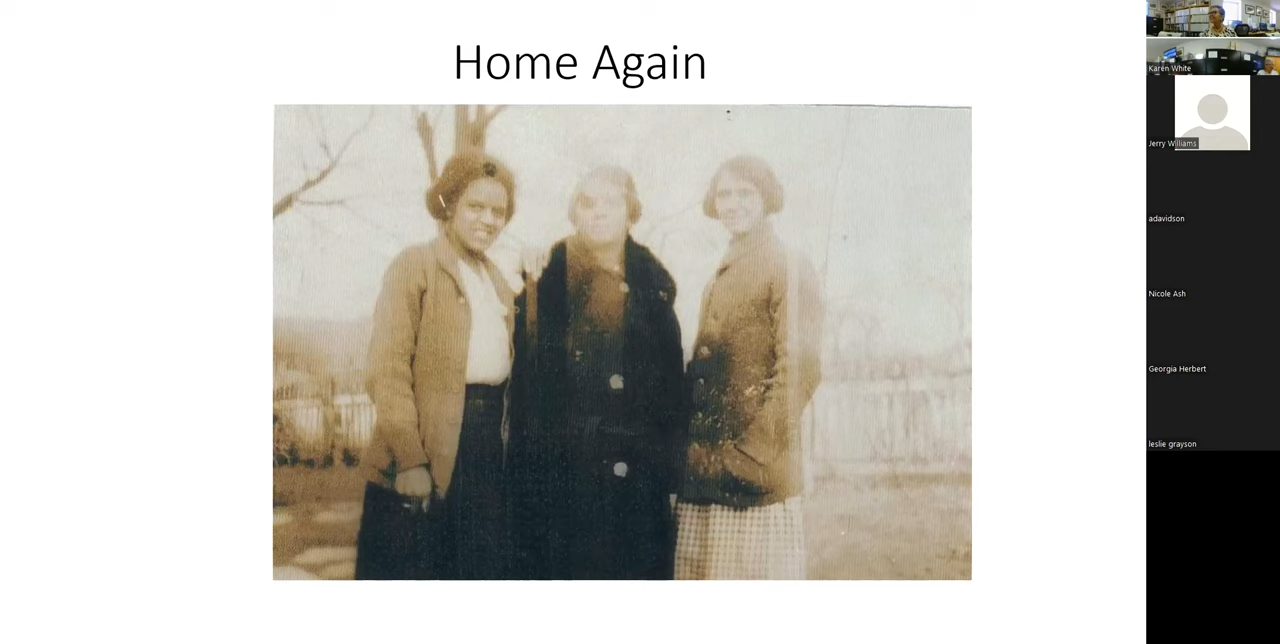 Home Again
Karen White
Jerry Williams
adavidson
Nicole Ash
Georgia Herbert
leslie grayson